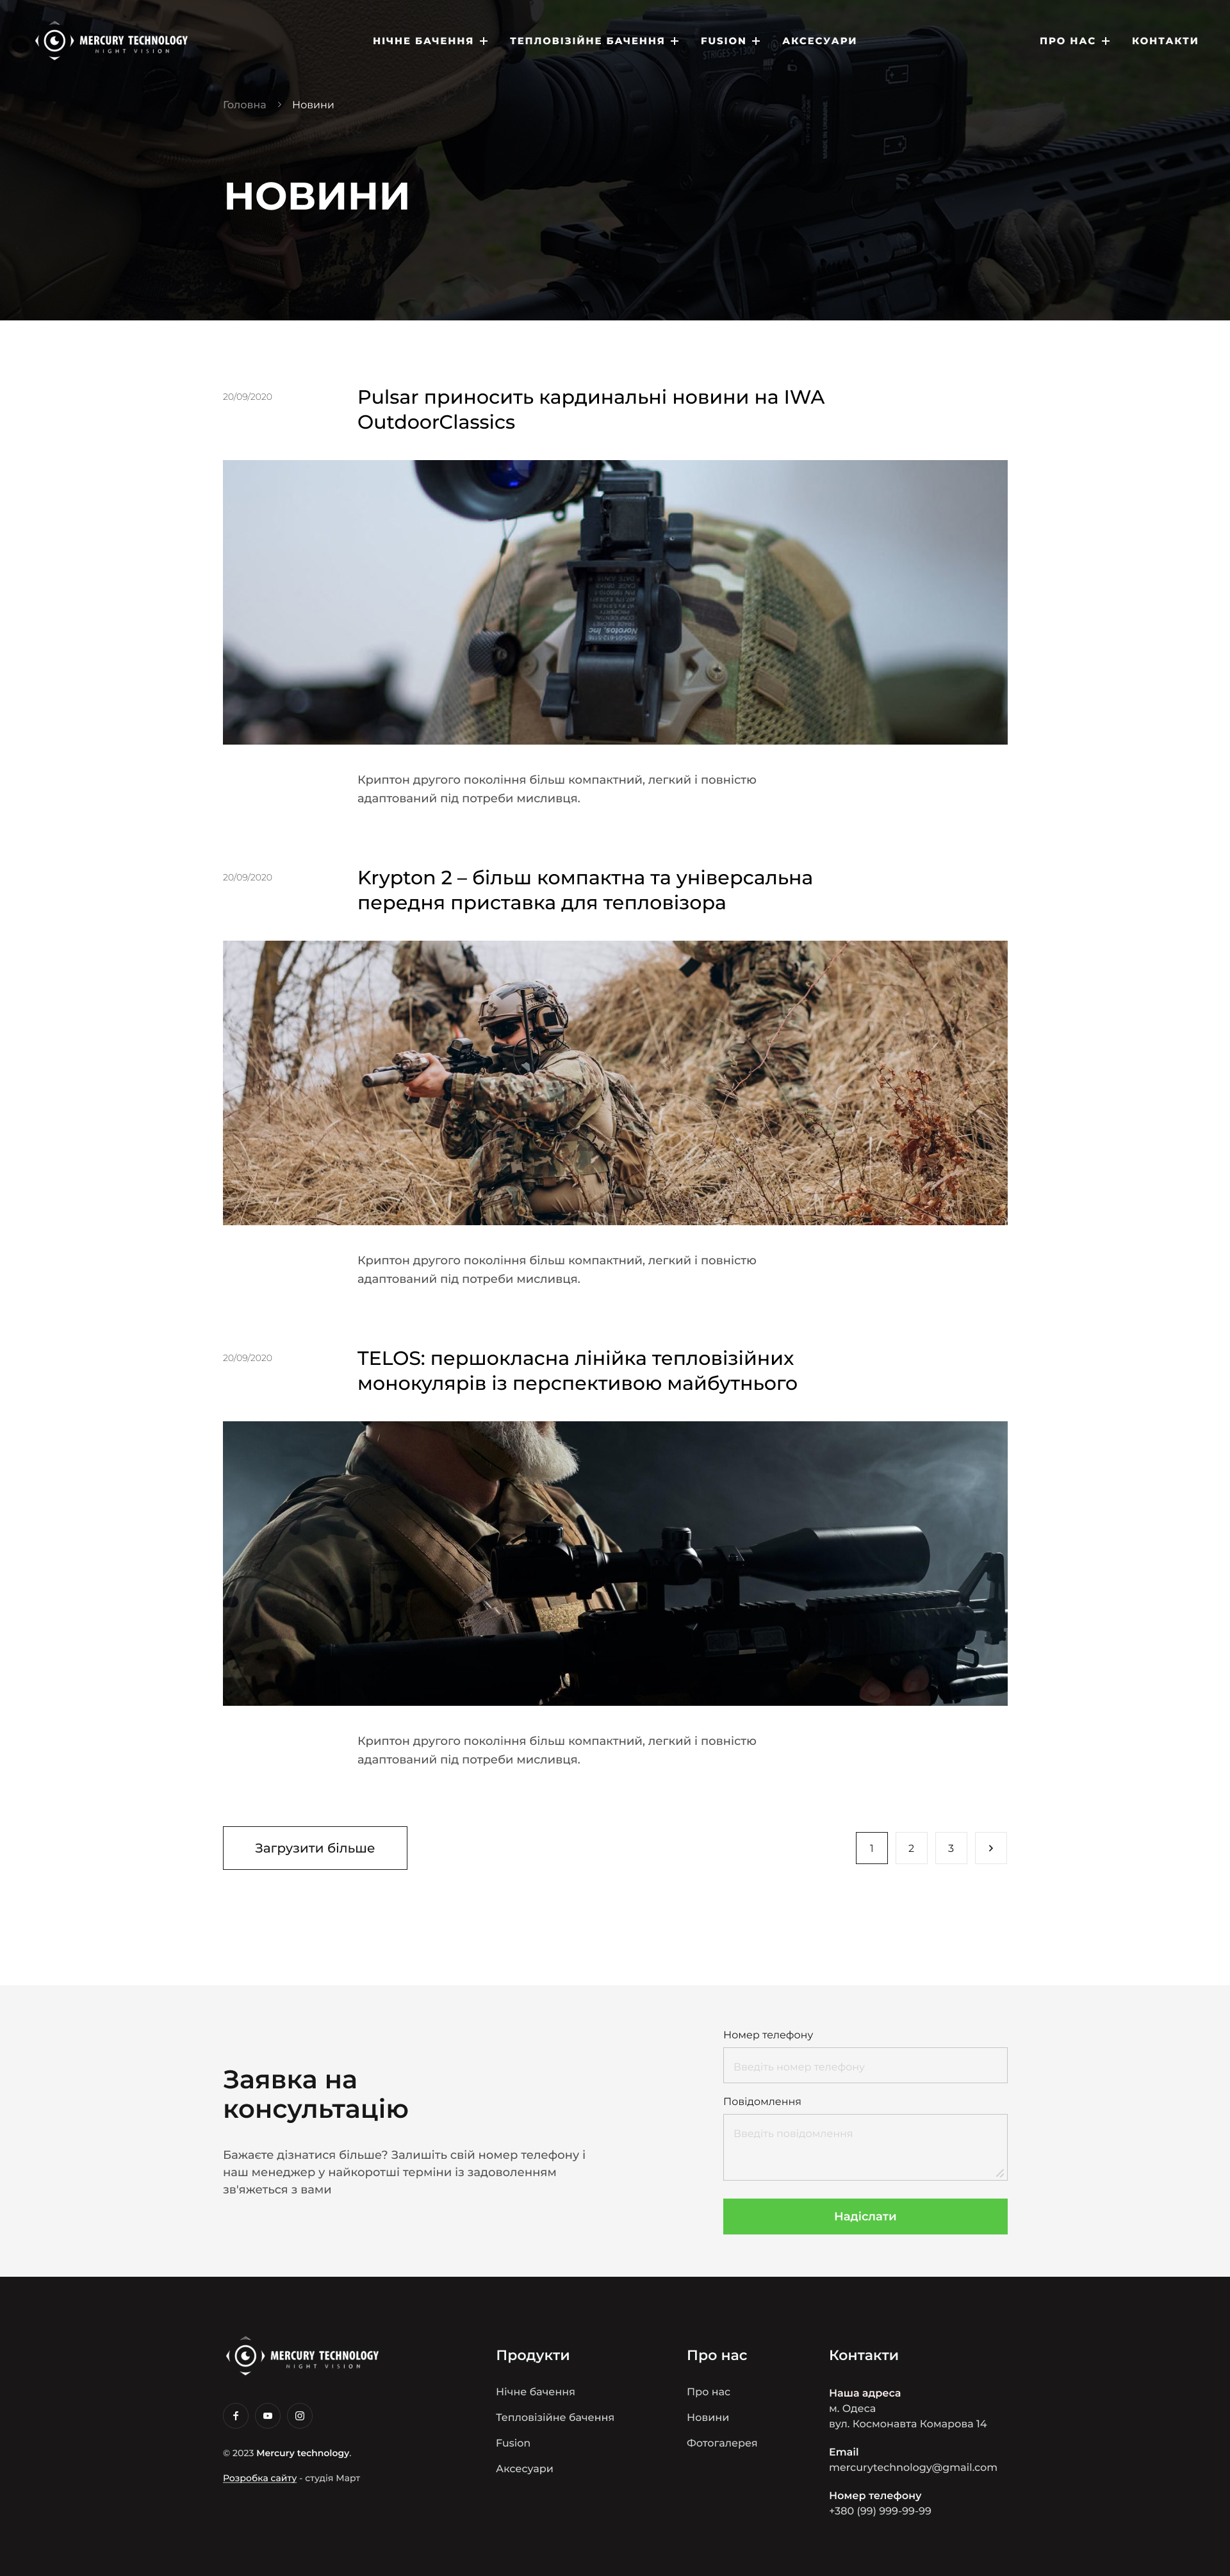 MERCURY TECHNOLOGY
NIGHT VISION
НІЧНЕ БАЧЕННЯ
ТЕПЛОВІЗІЙНЕ БАЧЕННЯ
FUSION
АКСЕСУАРИ
ПРО НАС
КОНТАКТИ
Головна
Новини
НОВИНИ
20/09/2020
Pulsar приносить кардинальні новини на IWA
OutdoorClassics
Norotos, Inc
Криптон другого покоління більш компактний, легкий і повністю
адаптований під потреби мисливця.
20/09/2020
Krypton 2 – більш компактна та універсальна
передня приставка для тепловізора
Криптон другого покоління більш компактний, легкий і повністю
адаптований під потреби мисливця.
20/09/2020
TELOS: першокласна лінійка тепловізійних
монокулярів із перспективою майбутнього
Криптон другого покоління більш компактний, легкий і повністю
адаптований під потреби мисливця.
Загрузити більше
1
2
3
Заявка на
консультацію
Бажаєте дізнатися більше? Залишіть свій номер телефону і
наш менеджер у найкоротші терміни із задоволенням
зв'яжеться з вами
Номер телефону
Введіть номер телефону
Повідомлення
Введіть повідомлення
Надіслати
MERCURY TECHNOLOGY
NIGHT VISION
© 2023 Mercury technology.
Розробка сайту - студія Март
Продукти
Нічне бачення
Тепловізійне бачення
Fusion
Аксесуари
Про нас
Про нас
Новини
Фотогалерея
Контакти
Наша адреса
м. Одеса
вул. Космонавта Комарова 14
Email
mercurytechnology@gmail.com
Номер телефону
+380 (99) 999-99-99